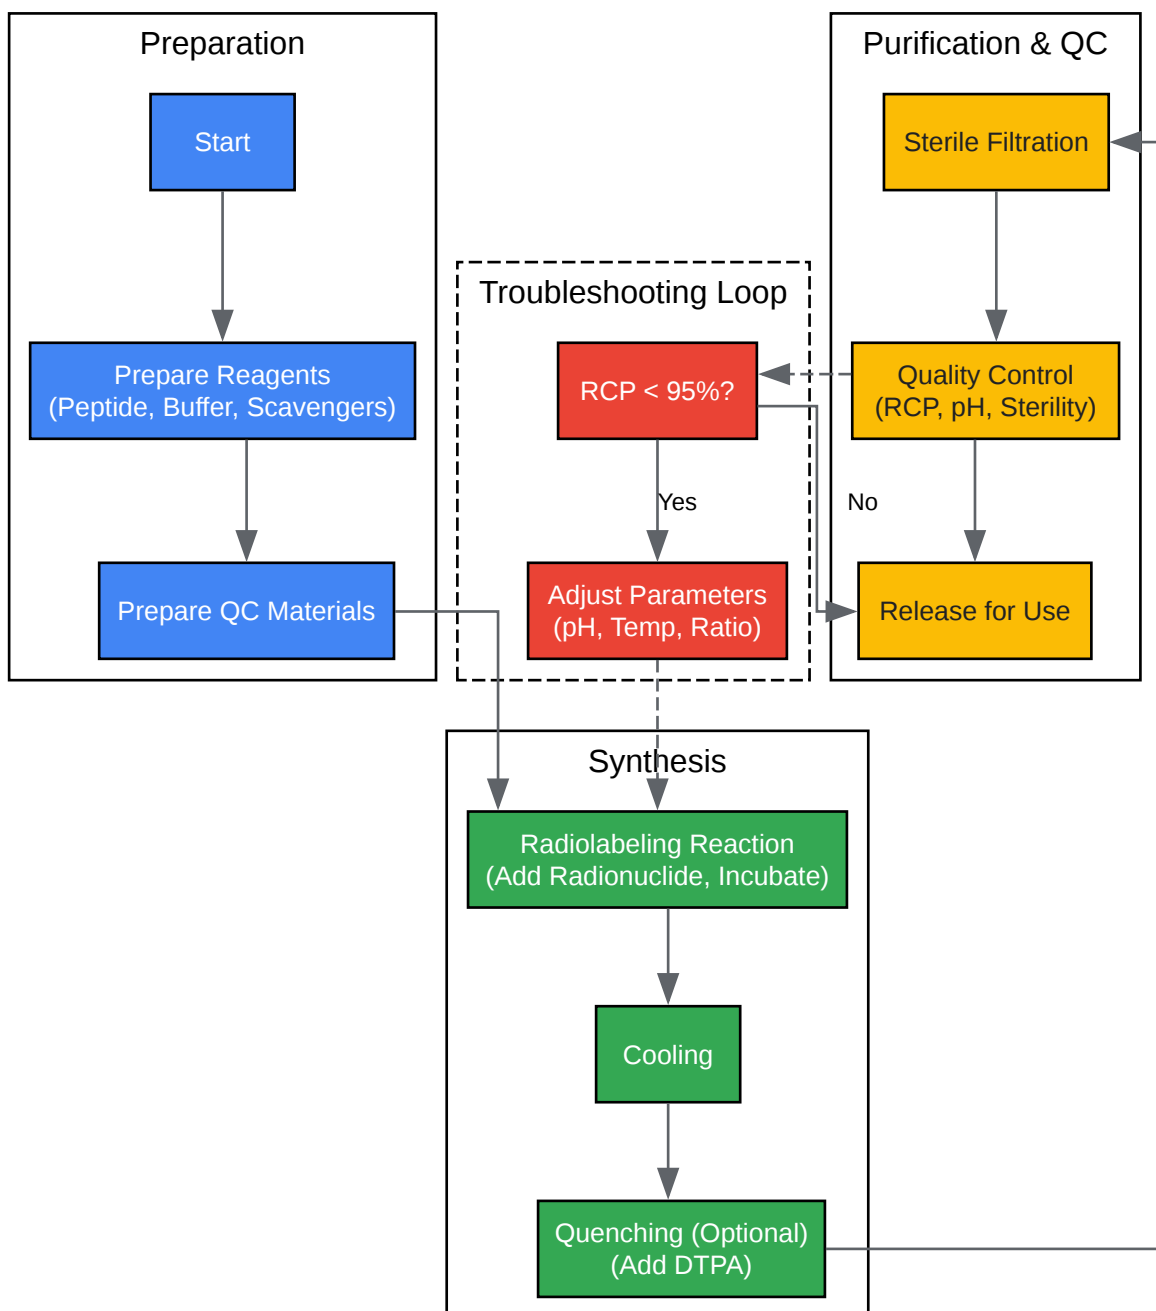 Preparation
Start
Prepare Reagents
(Peptide, Buffer, Scavengers)
Prepare QC Materials
Troubleshooting Loop
RCP < 95%?
Yes
No
Adjust Parameters
(pH, Temp, Ratio)
Purification & QC
Sterile Filtration
Quality Control
(RCP, pH, Sterility)
Release for Use
Synthesis
Radiolabeling Reaction
(Add Radionuclide, Incubate)
Cooling
Quenching (Optional)
(Add DTPA)